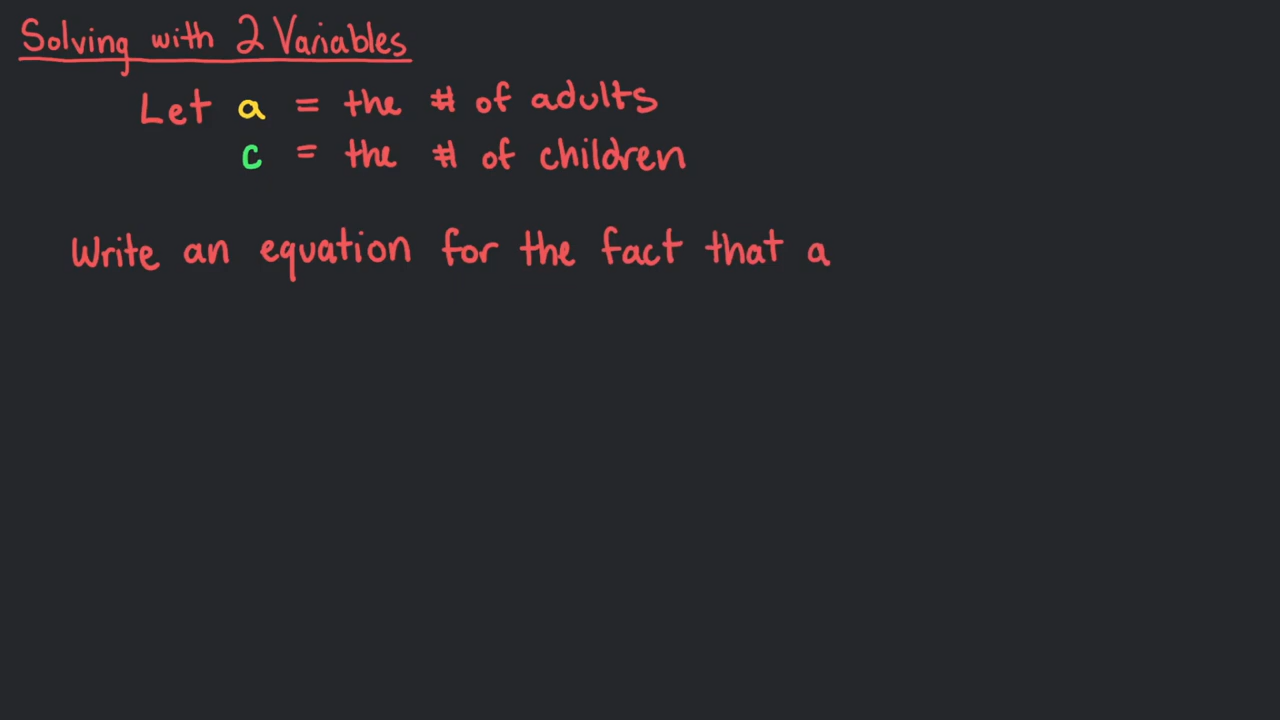 Solving with 2 Variables
Let a = the # of adults
c = the # of children
Write an equation for the fact that a